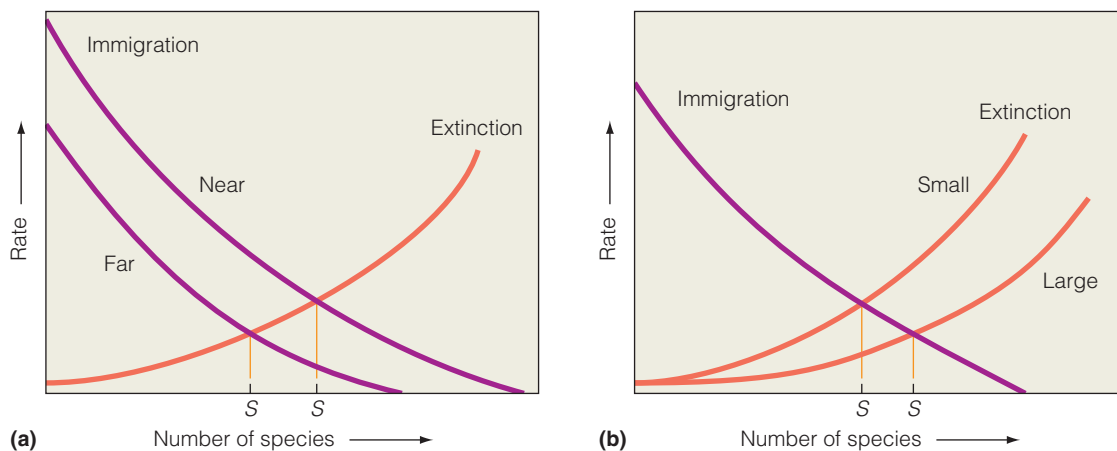 Immigration
Extinction
Near
Far
Rate
S S
(a) Number of species
Immigration
Extinction
Small
Large
Rate
S S
(b) Number of species